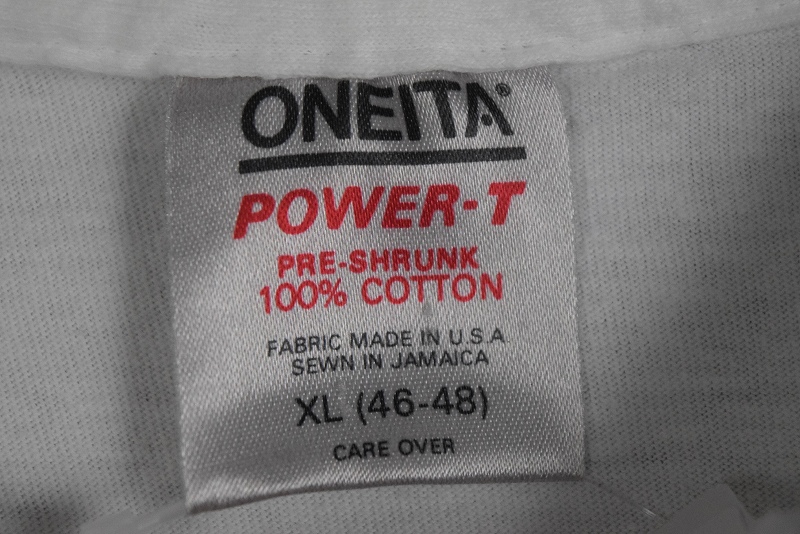 ONEITA®
POWER-T
PRE-SHRUNK
100% COTTON
FABRIC MADE IN U.S.A
SEWN IN JAMAICA
XL (46-48)
CARE OVER